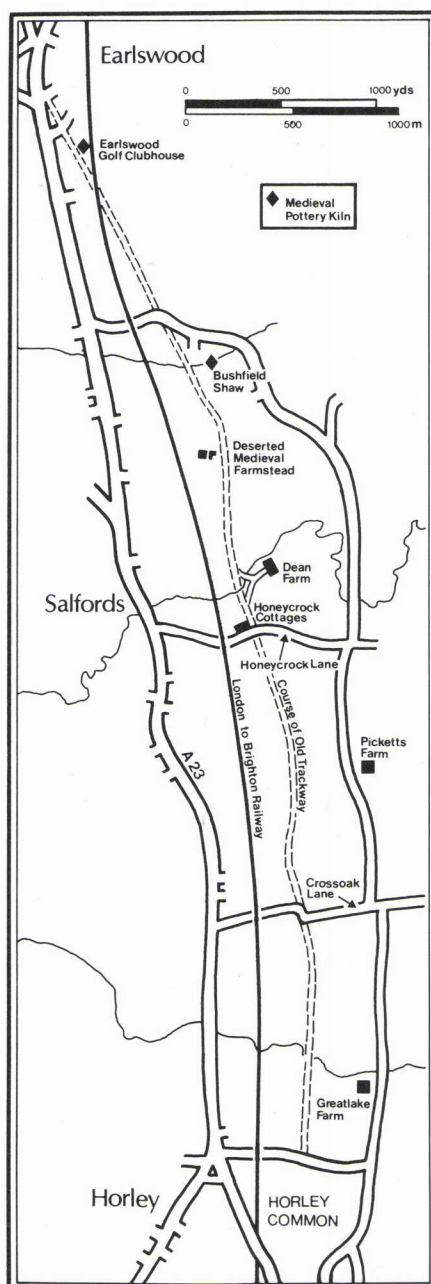 Earlswood
0 500 1000 yds
0 500 1000 m
Earlswood
Golf Clubhouse
Medieval
Pottery Kiln
Bushfield
Shaw
Deserted
Medieval
Farmstead
Dean
Farm
Salfords
Honeycrock
Cottages
Honeycrock Lane
London to Brighton Railway
Course of Old Trackway
A 23
Picketts
Farm
Crossoak
Lane
Greatlake
Farm
Horley
HORLEY
COMMON